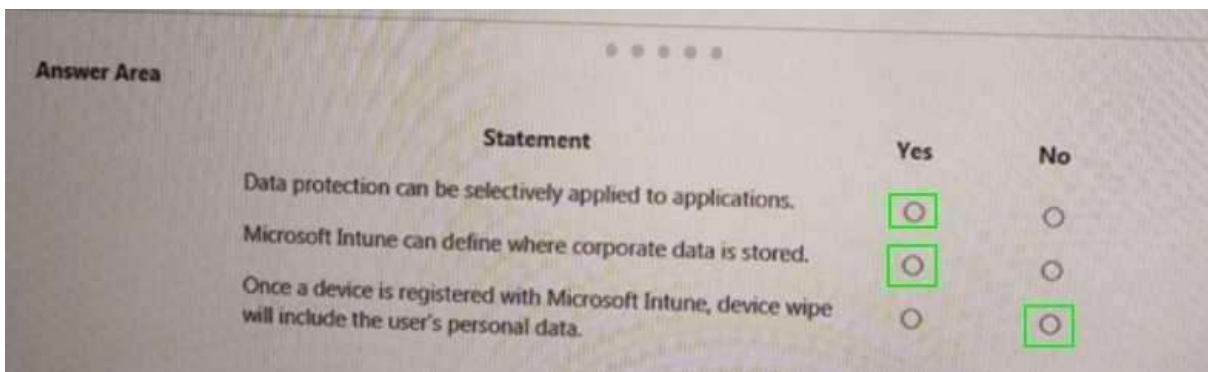 Answer Area
Statement Yes No
Data protection can be selectively applied to applications.
Microsoft Intune can define where corporate data is stored.
Once a device is registered with Microsoft Intune, device wipe
will include the user's personal data.